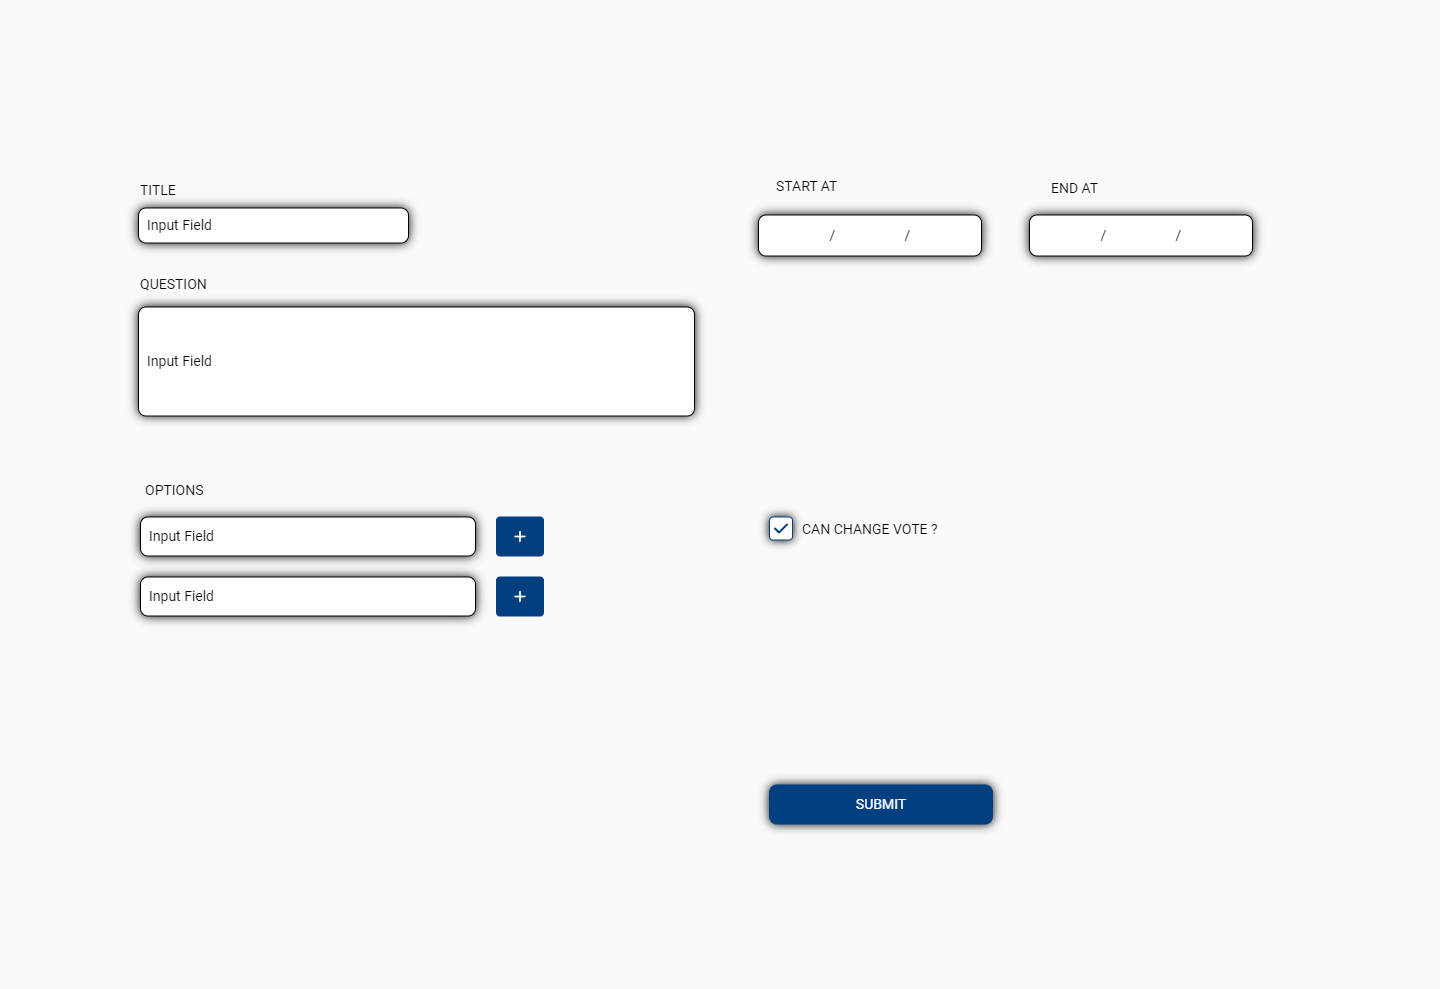 TITLE
Input Field
QUESTION
Input Field
OPTIONS
Input Field
+
Input Field
+
START AT
/ /
END AT
/ /
CAN CHANGE VOTE ?
SUBMIT